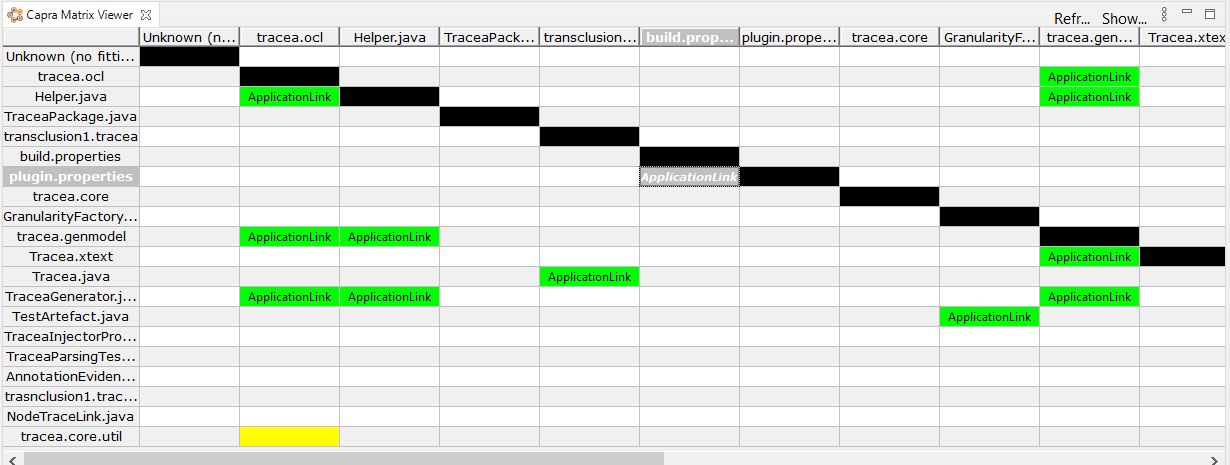 Capra Matrix Viewer
Refr... Show...
Unknown (n... tracea.ocl Helper.java TraceaPack... transclusion... build.prop... plugin.prope... tracea.core GranularityF... tracea.gen... Tracea.xtext
Unknown (no fitti...
tracea.ocl ApplicationLink
Helper.java ApplicationLink ApplicationLink
TraceaPackage.java
transclusion1.tracea
build.properties
plugin.properties ApplicationLink
tracea.core
GranularityFactory...
tracea.genmodel ApplicationLink ApplicationLink
Tracea.xtext ApplicationLink
Tracea.java ApplicationLink
TraceaGenerator.j... ApplicationLink ApplicationLink ApplicationLink
TestArtefact.java ApplicationLink
TraceaInjectorPro...
TraceaParsingTes...
AnnotationEviden...
trasnclusion1.trac...
NodeTraceLink.java
tracea.core.util